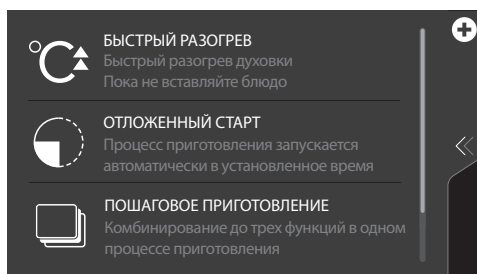 БЫСТРЫЙ РАЗОГРЕВ
Быстрый разогрев духовки
Пока не вставляйте блюдо
ОТЛОЖЕННЫЙ СТАРТ
Процесс приготовления запускается
автоматически в установленное время
ПОШАГОВОЕ ПРИГОТОВЛЕНИЕ
Комбинирование до трех функций в одном
процессе приготовления